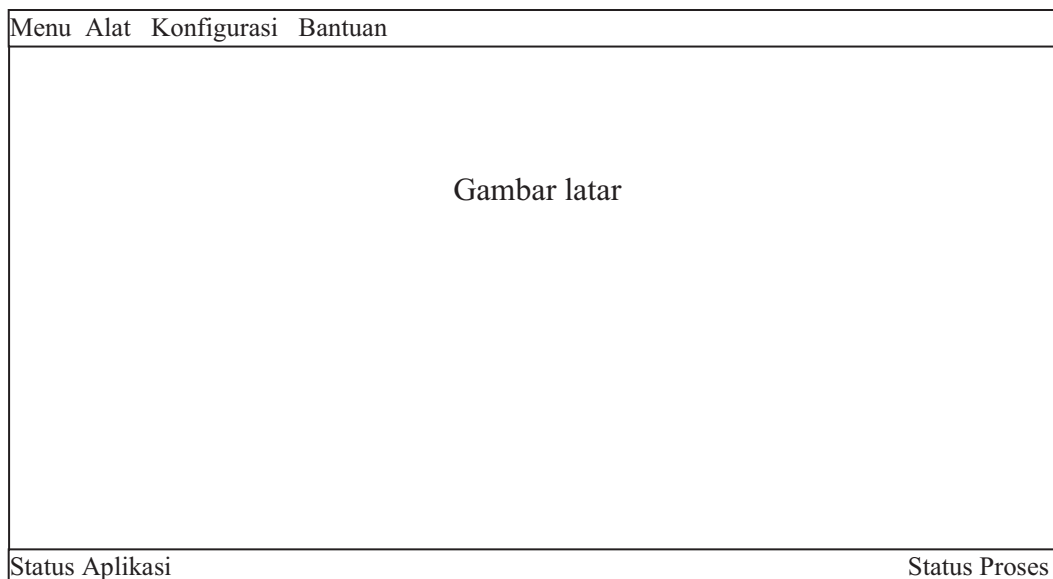 Menu Alat Konfigurasi Bantuan
Gambar latar
Status Aplikasi Status Proses